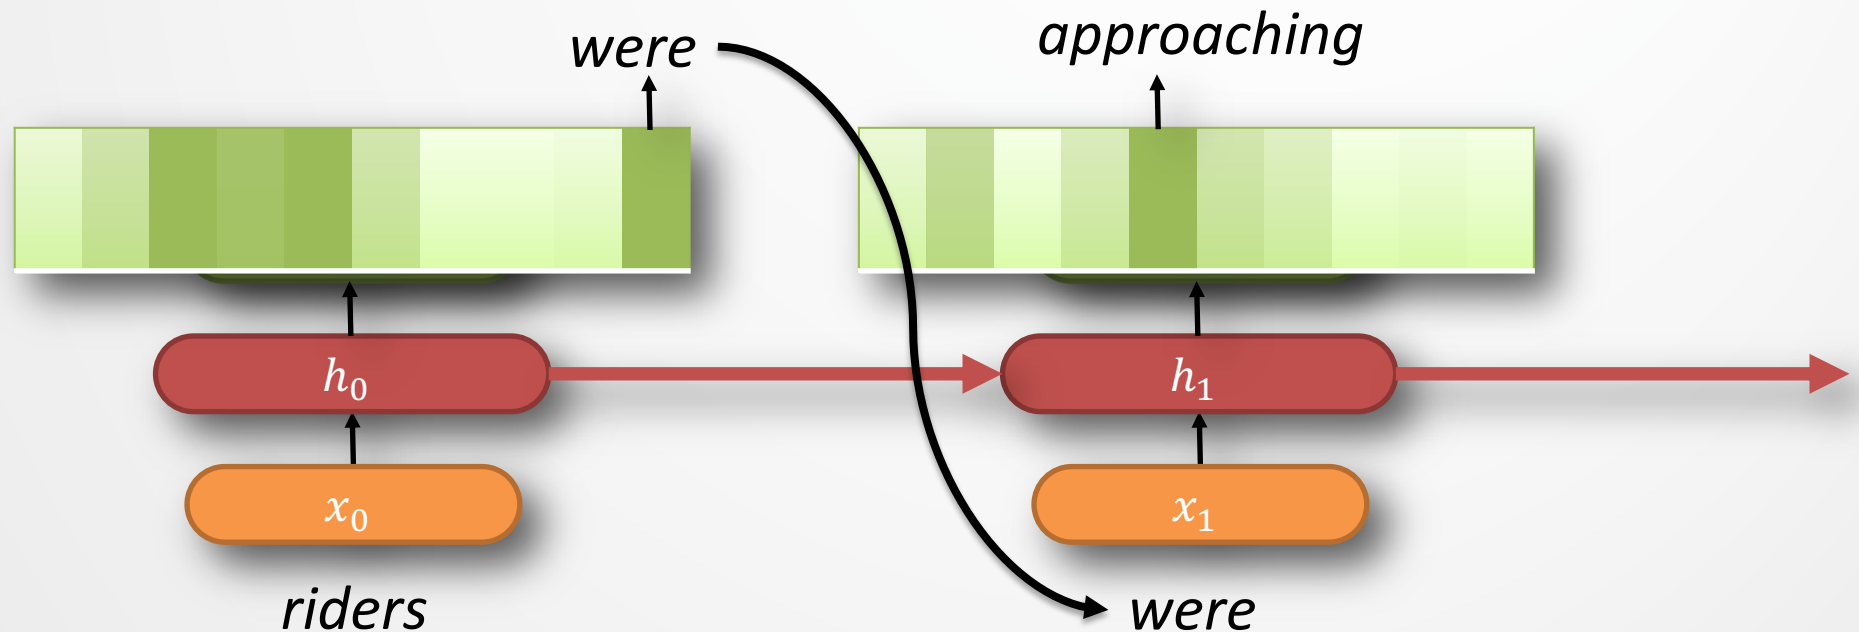 were
approaching
h₀
h₁
x₀
x₁
riders
were